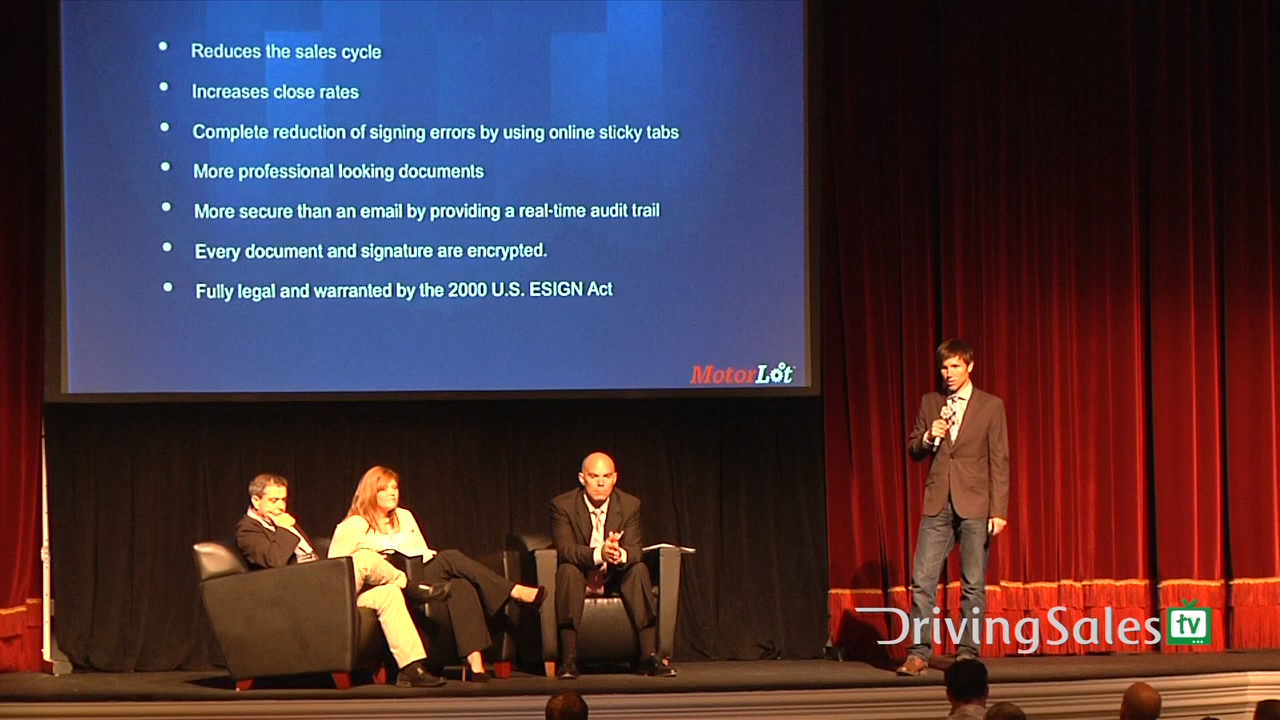 Reduces the sales cycle
Increases close rates
Complete reduction of signing errors by using online sticky tabs
More professional looking documents
More secure than an email by providing a real-time audit trail
Every document and signature are encrypted.
Fully legal and warranted by the 2000 U.S. ESIGN Act
MotorLot
DrivingSales tv